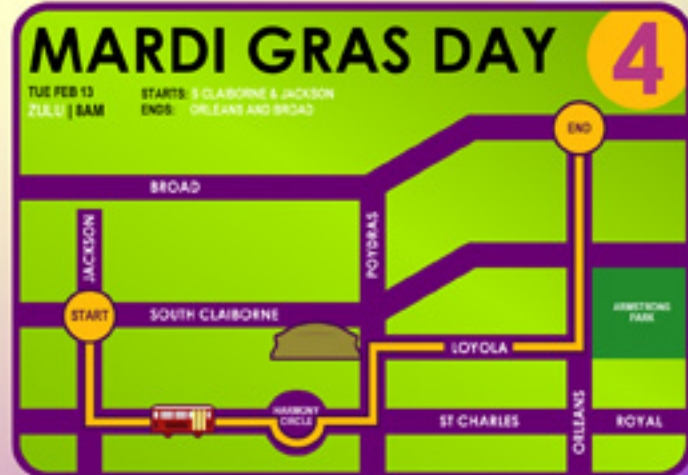 MARDI GRAS DAY
4
TUE FEB 13
ZULU | 8AM
STARTS: S CLAIBORNE & JACKSON
ENDS: ORLEANS AND BROAD
END
BROAD
JACKSON
POYDRAS
START
SOUTH CLAIBORNE
ARMSTRONG
PARK
LOYOLA
HARMONY
CIRCLE
ST CHARLES
ORLEANS
ROYAL